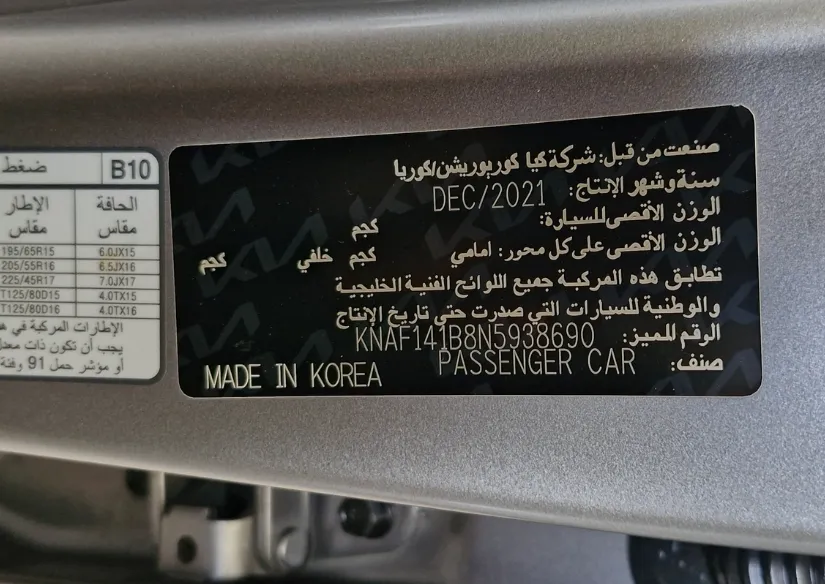 صنعت من قبل: شركة كيا كوربوريشن/كوريا
سنة وشهر الإنتاج: DEC/2021
الوزن الأقصى للسيارة: كجم
الوزن الأقصى على كل محور: امامي كجم خلفي كجم
تطابق هذه المركبة جميع اللوائح الفنية الخليجية
والوطنية للسيارات التي صدرت حتى تاريخ الإنتاج
الرقم المميز: KNAF141B8N5938690
صنف: PASSENGER CAR
MADE IN KOREA
B10 ضغط
الحافة الإطار
مقاس مقاس
195/65R15 6.0JX15
205/55R16 6.5JX16
225/45R17 7.0JX17
T125/80D15 4.0TX15
T125/80D16 4.0TX16
الإطارات المركبة في
يجب أن تكون ذات
أو مؤشر حمل 91 وفئة